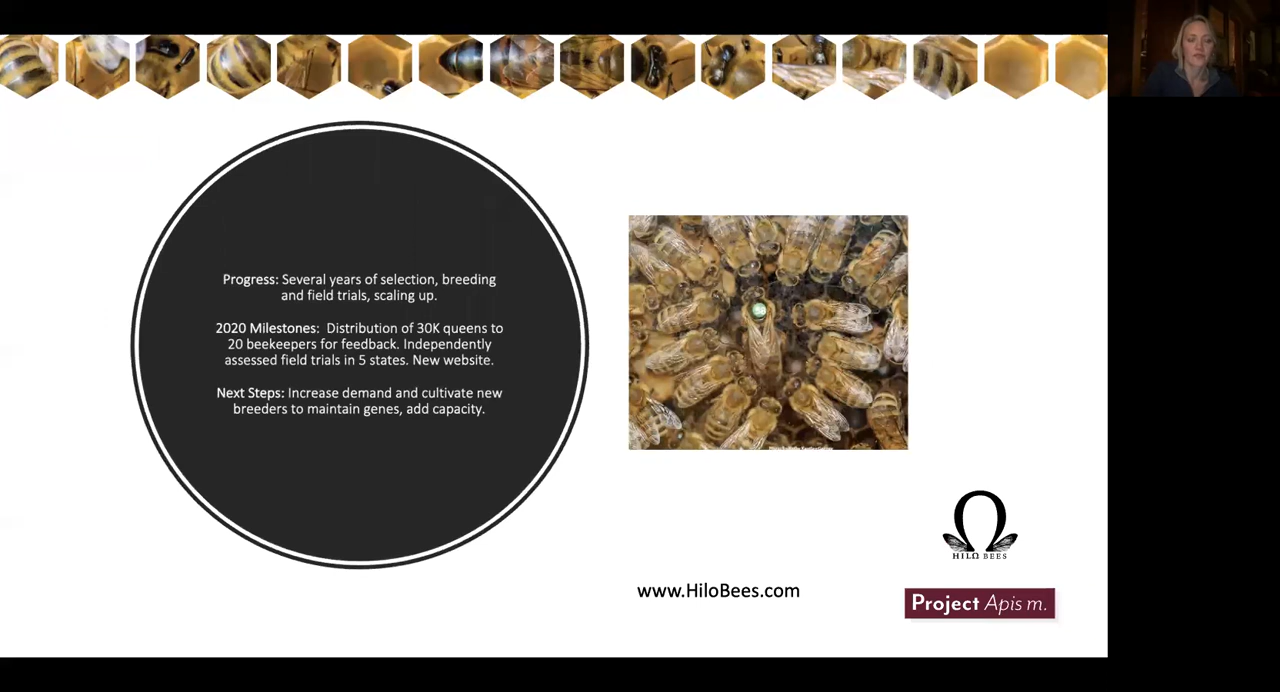 Progress: Several years of selection, breeding
and field trials, scaling up.
2020 Milestones: Distribution of 30K queens to
20 beekeepers for feedback. Independently
assessed field trials in 5 states. New website.
Next Steps: Increase demand and cultivate new
breeders to maintain genes, add capacity.
HILΩ BEES
www.HiloBees.com
Project Apis m.